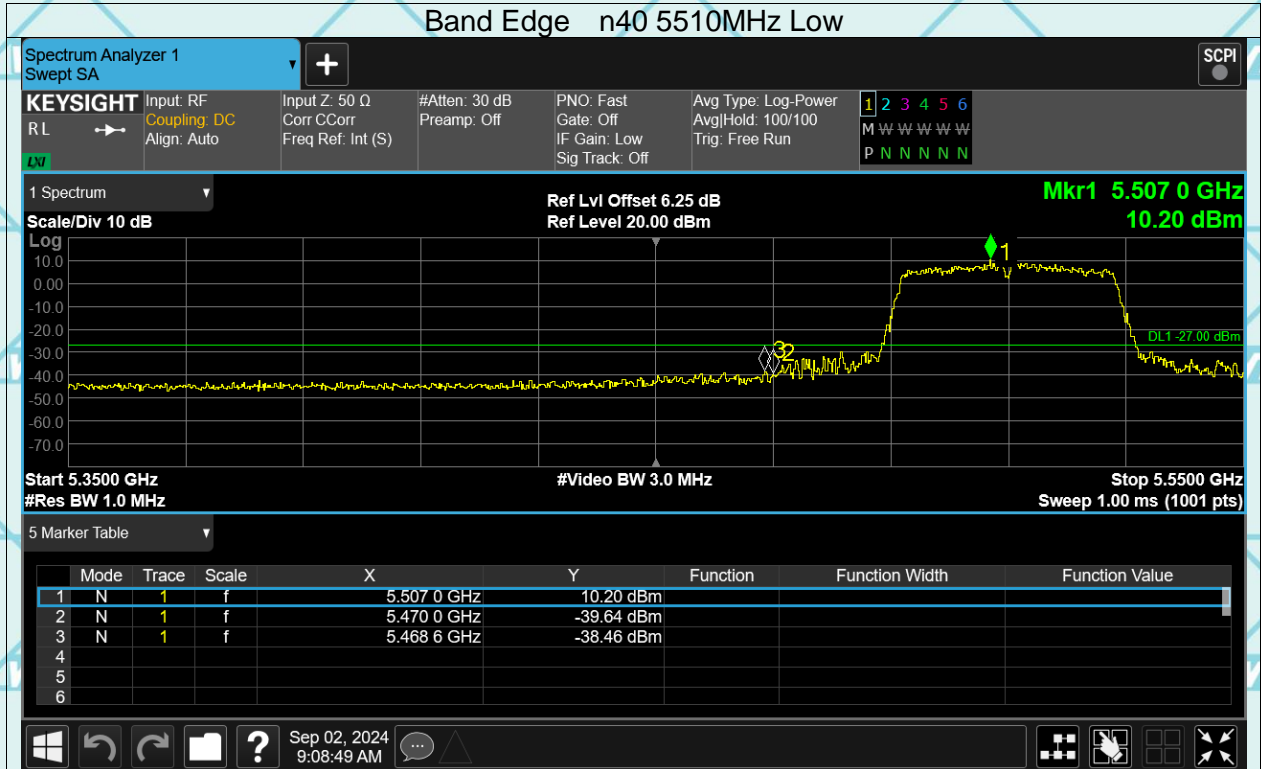 Band Edge n40 5510MHz Low
Spectrum Analyzer 1
Swept SA
SCPI
KEYSIGHT Input: RF Input Z: 50 Ω #Atten: 30 dB PNO: Fast Avg Type: Log-Power 1 2 3 4 5 6
RL Coupling: DC Corr CCorr Preamp: Off Gate: Off Avg|Hold: 100/100 M W W W W W W
Align: Auto Freq Ref: Int (S) IF Gain: Low Trig: Free Run P N N N N N
LXI Sig Track: Off
1 Spectrum Ref Lvl Offset 6.25 dB Mkr1 5.507 0 GHz
Scale/Div 10 dB Ref Level 20.00 dBm 10.20 dBm
Log
1
10.0
0.00
-10.0
-20.0
DL1 -27.00 dBm
-30.0
32
-40.0
-50.0
-60.0
-70.0
Start 5.3500 GHz #Video BW 3.0 MHz Stop 5.5500 GHz
#Res BW 1.0 MHz Sweep 1.00 ms (1001 pts)
5 Marker Table
Mode Trace Scale X Y Function Function Width Function Value
1 N 1 f 5.507 0 GHz 10.20 dBm
2 N 1 f 5.470 0 GHz -39.64 dBm
3 N 1 f 5.468 6 GHz -38.46 dBm
4
5
6
? Sep 02, 2024
9:08:49 AM